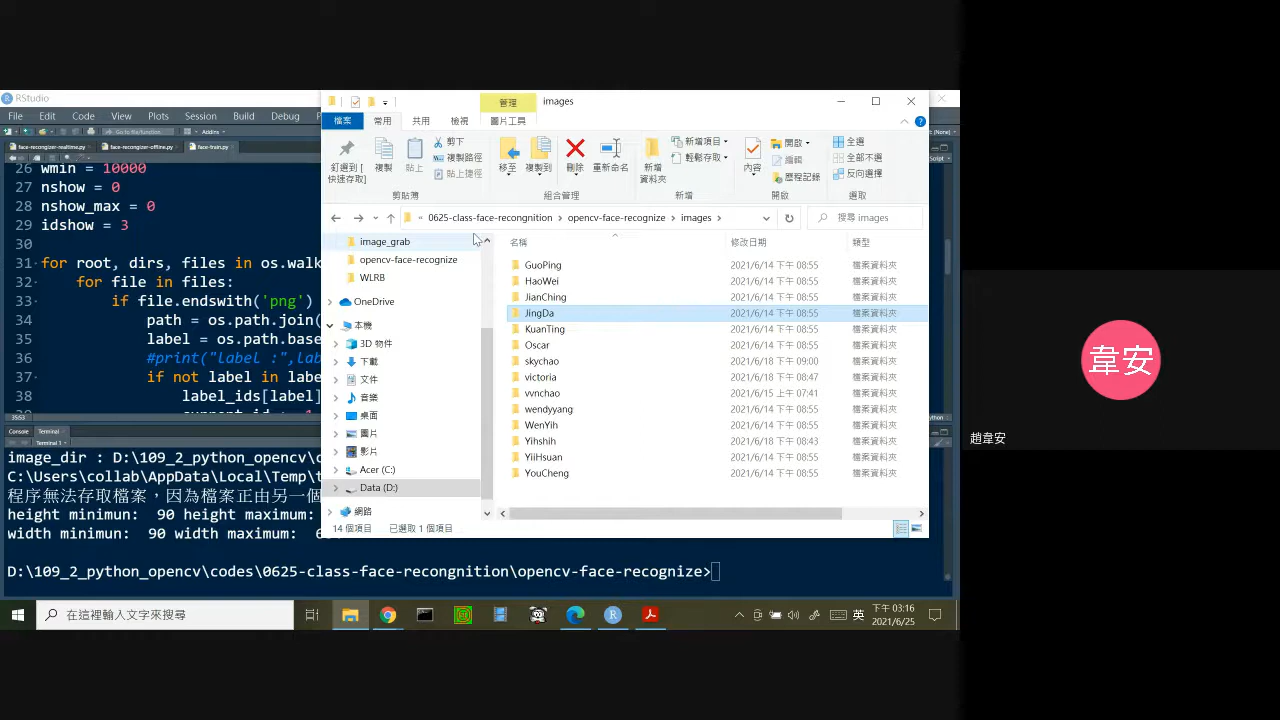 RStudio
File Edit Code View Plots Session Build Debug
Go to file/function Addins
face-recongizer-realtime.py face-recongizer-offline.py face-train.py
26 wmin = 10000
27 nshow = 0
28 nshow_max = 0
29 idshow = 3
30
31 for root, dirs, files in os.walk
32 for file in files:
33 if file.endswith('png')
34 path = os.path.join(
35 label = os.path.base
36 #print("label :",lab
37 if not label in labe
38 label_ids[label]
Console Terminal
Terminal 1
image_dir : D:\109_2_python_opencv\c
C:\Users\collab\AppData\Local\Temp\t
程序無法存取檔案，因為檔案正由另一個
height minimun: 90 height maximum:
width minimun: 90 width maximum:
D:\109_2_python_opencv\codes\0625-class-face-recongnition\opencv-face-recognize>
管理 images
檔案 常用 共用 檢視 圖片工具
釘選到 [快速存取]
複製
貼上
剪下
複製路徑
貼上捷徑
剪貼簿
移至
複製到
刪除
重新命名
組合管理
新增資料夾
新增項目
輕鬆存取
新增
內容
開啟
編輯
歷程記錄
開啟
全選
全部不選
反向選擇
選取
« 0625-class-face-recongnition › opencv-face-recognize › images ›
搜尋 images
image_grab
opencv-face-recognize
WLRB
OneDrive
本機
3D 物件
下載
文件
音樂
桌面
圖片
影片
Acer (C:)
Data (D:)
網路
名稱 修改日期 類型
GuoPing 2021/6/14 下午 08:55 檔案資料夾
HaoWei 2021/6/14 下午 08:55 檔案資料夾
JianChing 2021/6/14 下午 08:55 檔案資料夾
JingDa 2021/6/14 下午 08:55 檔案資料夾
KuanTing 2021/6/14 下午 08:55 檔案資料夾
Oscar 2021/6/14 下午 08:55 檔案資料夾
skychao 2021/6/18 下午 09:00 檔案資料夾
victoria 2021/6/18 下午 08:47 檔案資料夾
vvnchao 2021/6/15 上午 07:41 檔案資料夾
wendyyang 2021/6/14 下午 08:55 檔案資料夾
WenYih 2021/6/14 下午 08:55 檔案資料夾
Yihshih 2021/6/18 下午 08:43 檔案資料夾
YiiHsuan 2021/6/14 下午 08:55 檔案資料夾
YouCheng 2021/6/14 下午 08:55 檔案資料夾
14 個項目 已選取 1 個項目
在這裡輸入文字來搜尋
英
下午 03:16
2021/6/25
韋安
趙韋安